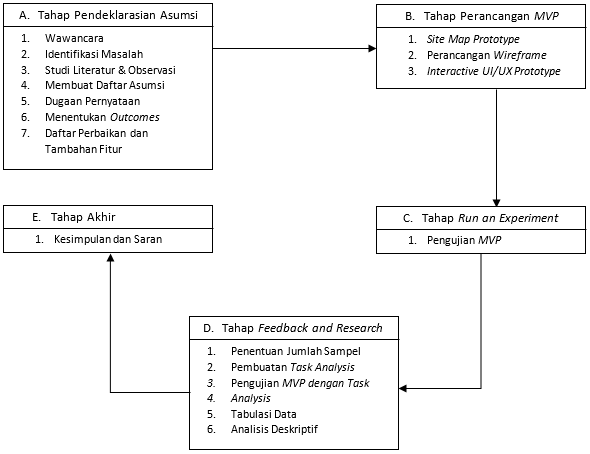 A. Tahap Pendeklarasian Asumsi
1. Wawancara
2. Identifikasi Masalah
3. Studi Literatur & Observasi
4. Membuat Daftar Asumsi
5. Dugaan Pernyataan
6. Menentukan Outcomes
7. Daftar Perbaikan dan
Tambahan Fitur
B. Tahap Perancangan MVP
1. Site Map Prototype
2. Perancangan Wireframe
3. Interactive UI/UX Prototype
C. Tahap Run an Experiment
1. Pengujian MVP
D. Tahap Feedback and Research
1. Penentuan Jumlah Sampel
2. Pembuatan Task Analysis
3. Pengujian MVP dengan Task
4. Analysis
5. Tabulasi Data
6. Analisis Deskriptif
E. Tahap Akhir
1. Kesimpulan dan Saran